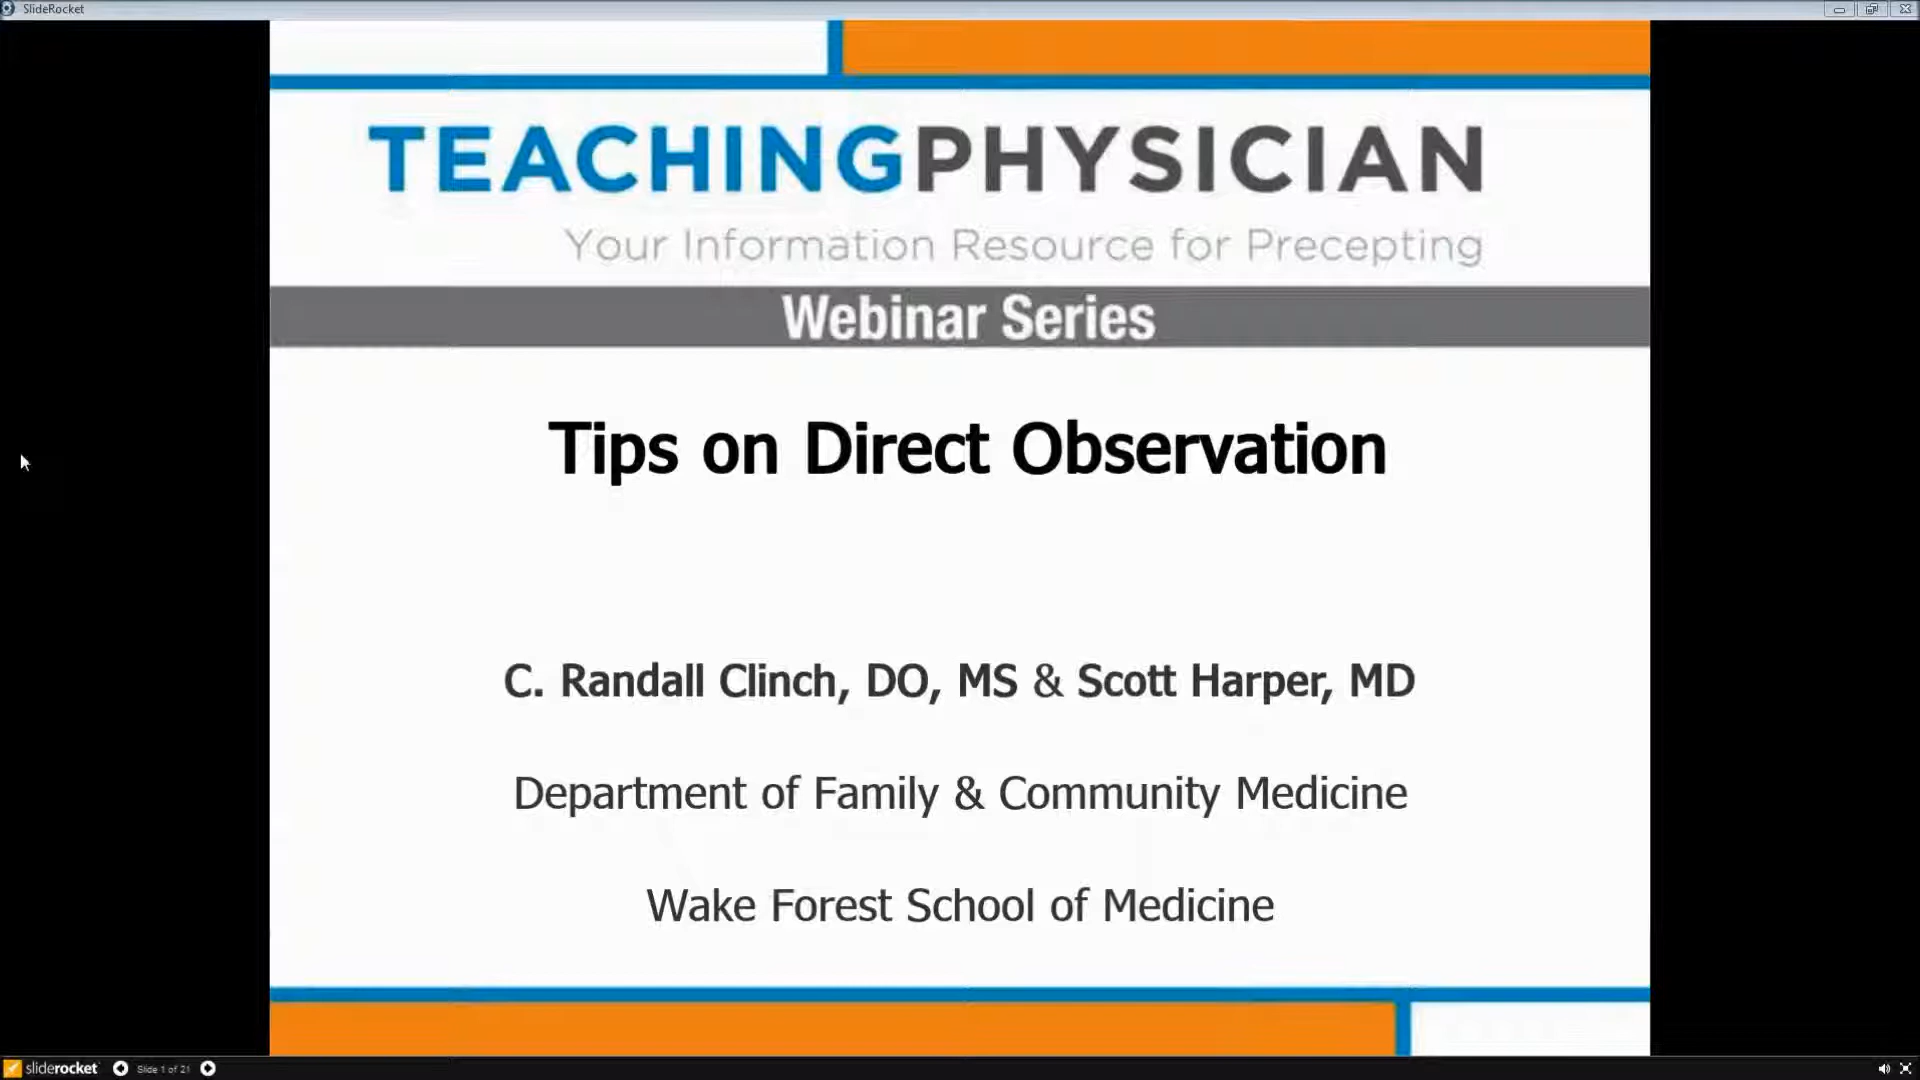 SlideRocket
TEACHINGPHYSICIAN
Your Information Resource for Precepting
Webinar Series
Tips on Direct Observation
C. Randall Clinch, DO, MS & Scott Harper, MD
Department of Family & Community Medicine
Wake Forest School of Medicine
sliderocket Slide 1 of 21